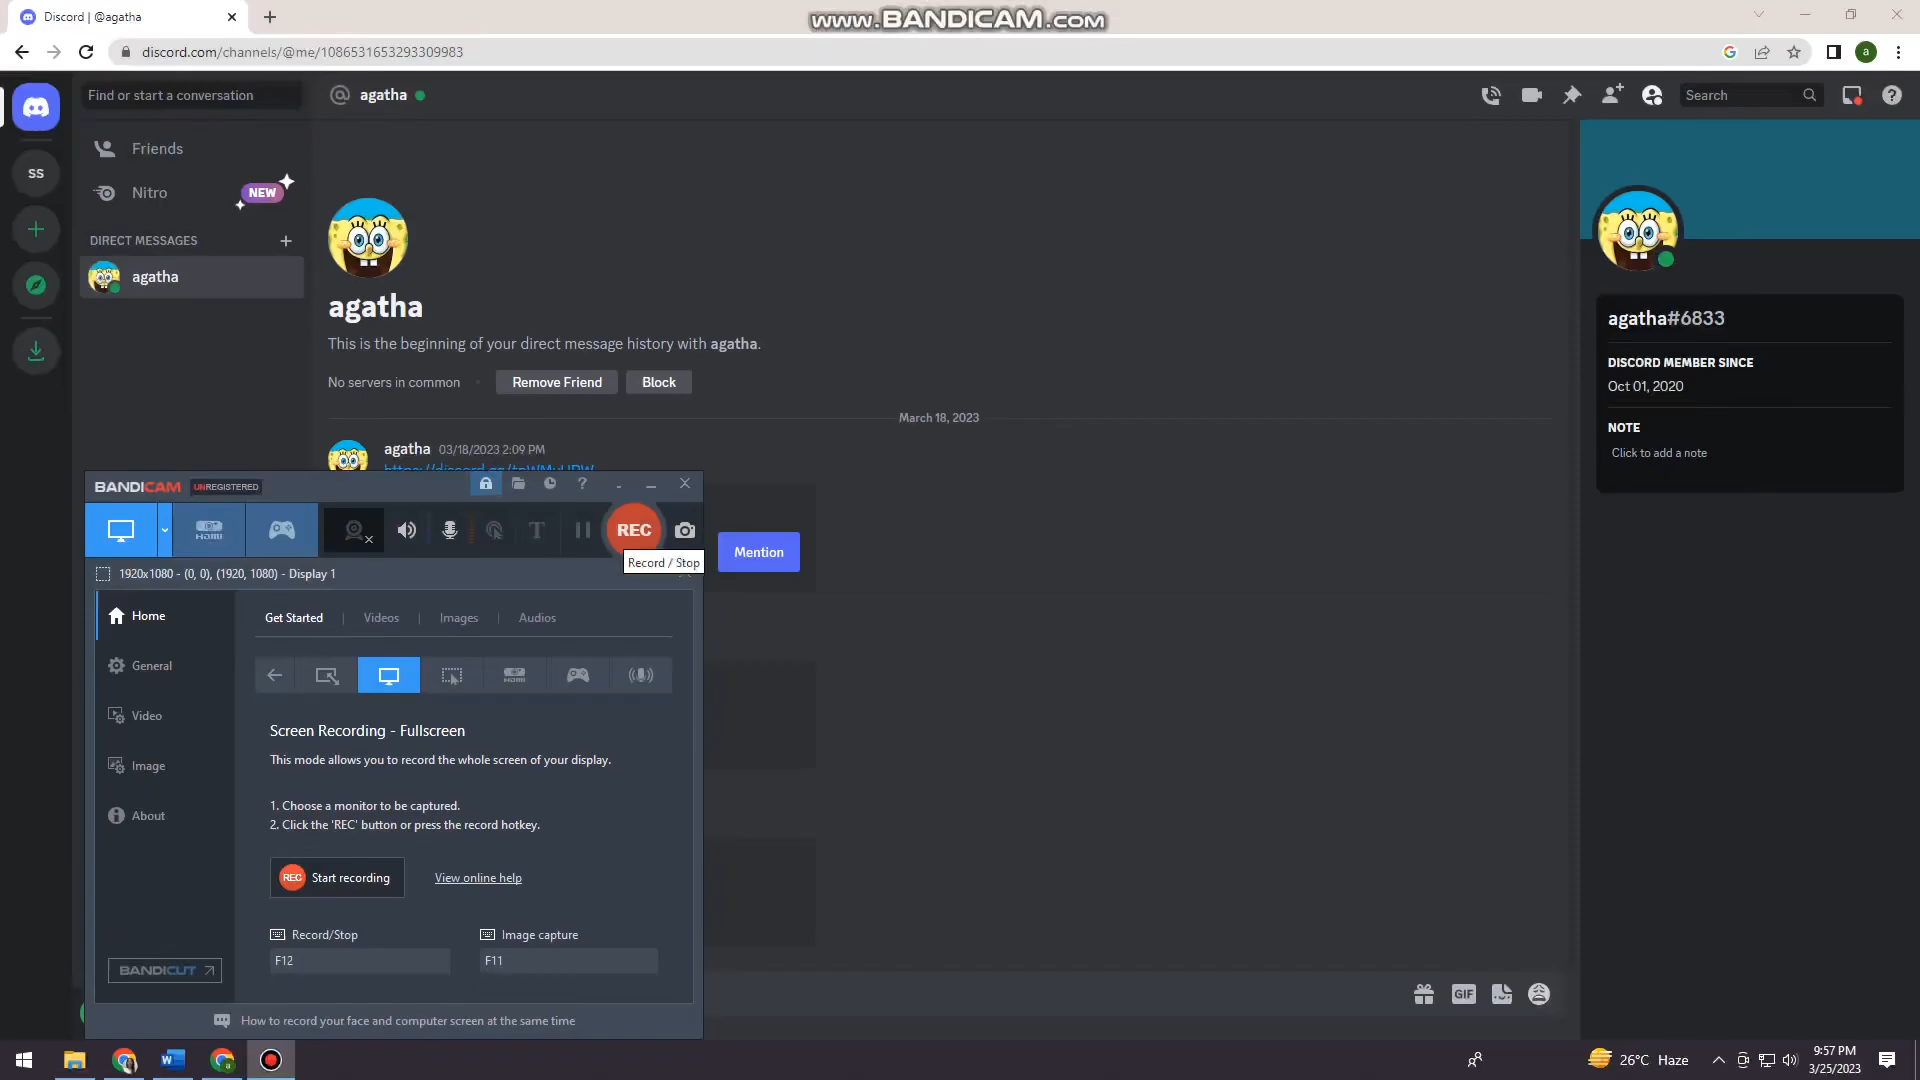 Discord | @agatha
www.BANDICAM.com
discord.com/channels/@me/1086531653293309983
a
Find or start a conversation
agatha
Search
Friends
SS
Nitro
NEW
DIRECT MESSAGES
agatha
agatha
This is the beginning of your direct message history with agatha.
No servers in common
Remove Friend
Block
March 18, 2023
agatha 03/18/2023 2:09 PM
agatha#6833
DISCORD MEMBER SINCE
Oct 01, 2020
NOTE
Click to add a note
BANDICAM UNREGISTERED
HDMI
T
REC
Record / Stop
Mention
1920x1080 - (0, 0), (1920, 1080) - Display 1
Home
General
Video
Image
About
Get Started | Videos | Images | Audios
HDMI
Screen Recording - Fullscreen
This mode allows you to record the whole screen of your display.
1. Choose a monitor to be captured.
2. Click the 'REC' button or press the record hotkey.
REC Start recording
View online help
Record/Stop
Image capture
F12
F11
BANDICUT
How to record your face and computer screen at the same time
GIF
26°C Haze
9:57 PM
3/25/2023